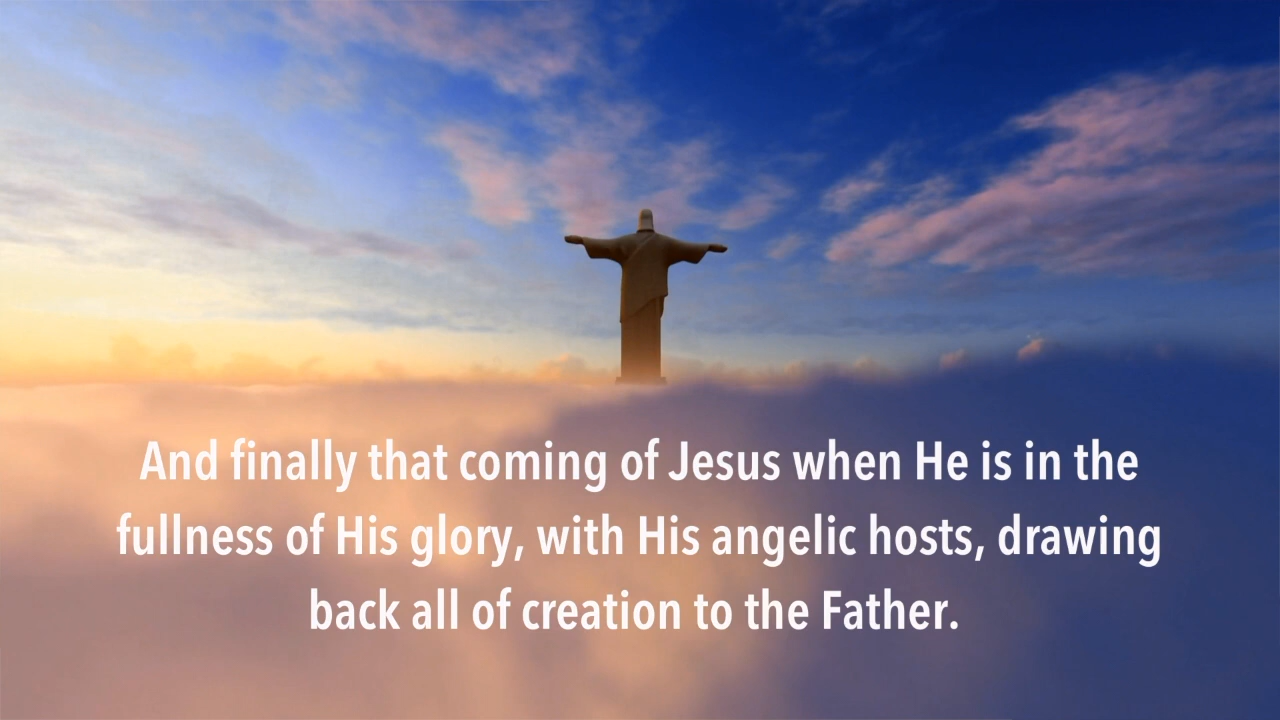 And finally that coming of Jesus when He is in the
fullness of His glory, with His angelic hosts, drawing
back all of creation to the Father.